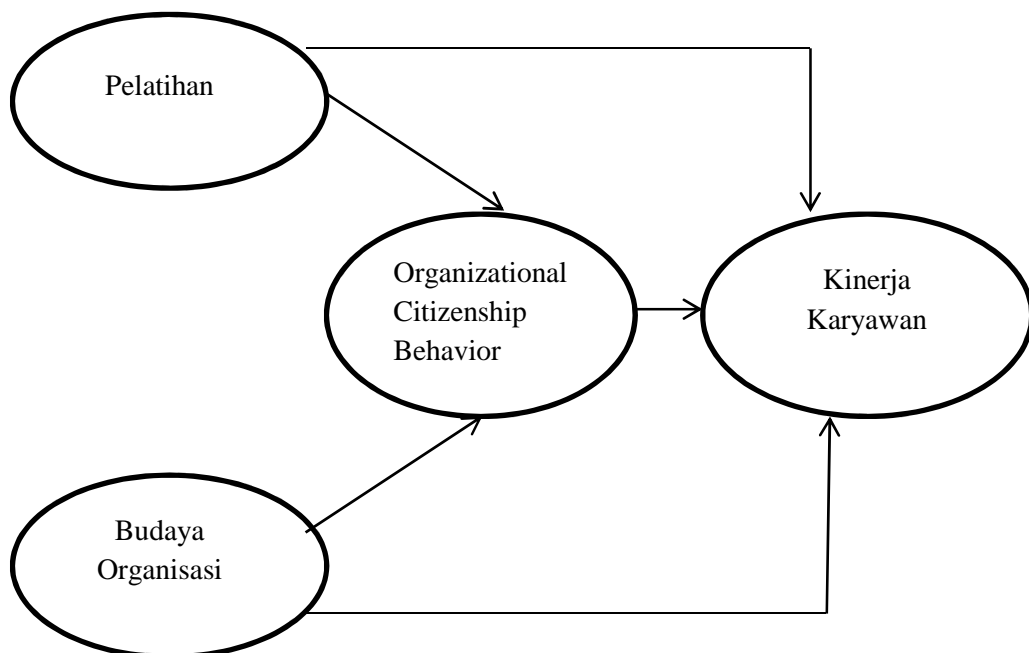 Pelatihan
Organizational
Citizenship
Behavior
Kinerja
Karyawan
Budaya
Organisasi